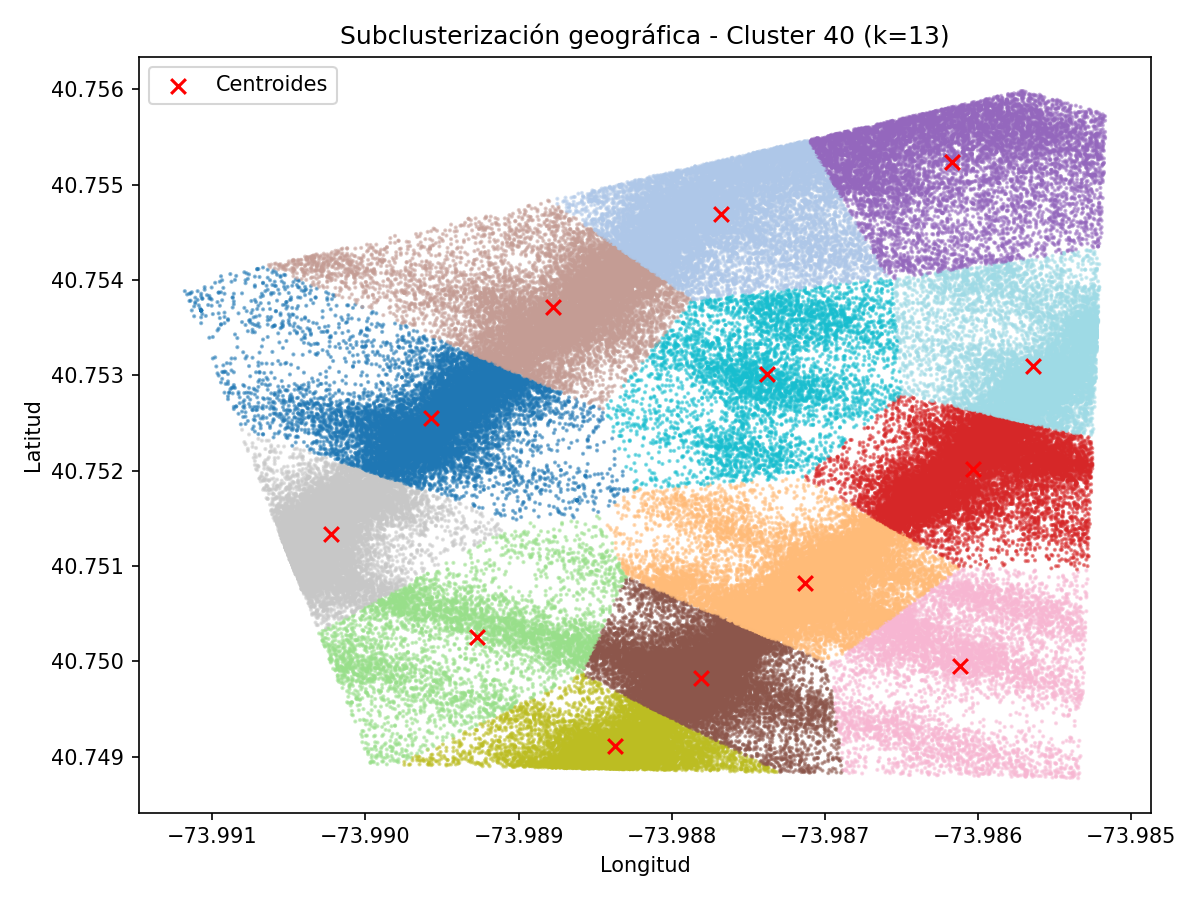 Subclusterización geográfica - Cluster 40 (k=13)
Centroides
40.756
40.755
40.754
40.753
40.752
40.751
40.750
40.749
Latitud
−73.991 −73.990 −73.989 −73.988 −73.987 −73.986 −73.985
Longitud